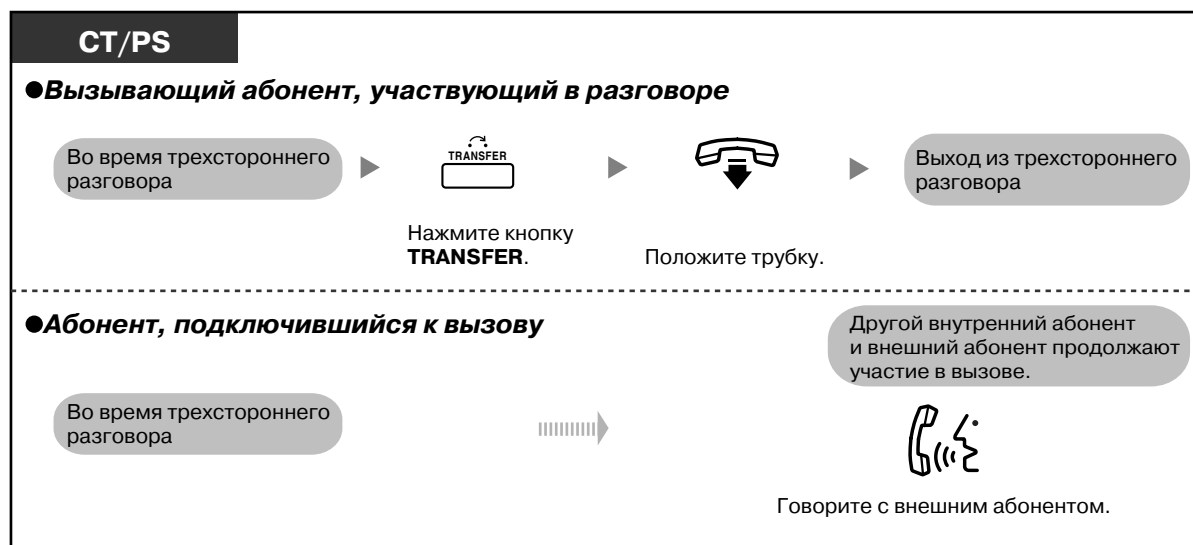 CT/PS
●Вызывающий абонент, участвующий в разговоре
Во время трехстороннего
разговора
TRANSFER
Нажмите кнопку
TRANSFER.
Положите трубку.
Выход из трехстороннего
разговора
●Абонент, подключившийся к вызову
Во время трехстороннего
разговора
Другой внутренний абонент
и внешний абонент продолжают
участие в вызове.
Говорите с внешним абонентом.